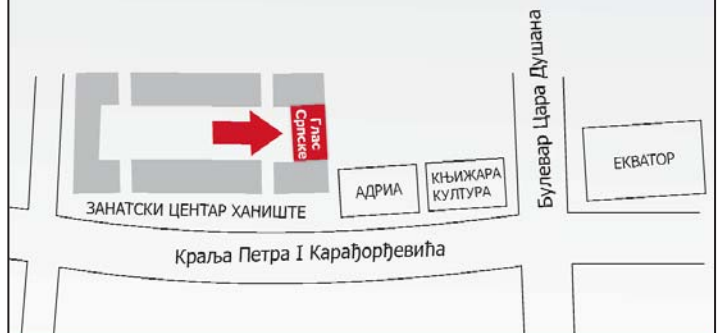 Булевар Цара Душана
Глас
Српске
ЕКВАТОР
АДРИА
КЊИЖАРА
КУЛТУРА
ЗАНАТСКИ ЦЕНТАР ХАНИШТЕ
Краља Петра I Карађорђевића